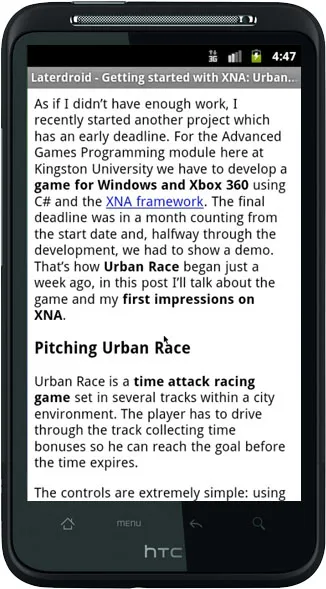 3G
4:47
Laterdroid - Getting started with XNA: Urban...
As if I didn't have enough work, I
recently started another project which
has an early deadline. For the Advanced
Games Programming module here at
Kingston University we have to develop a
game for Windows and Xbox 360 using
C# and the XNA framework. The final
deadline was in a month counting from
the start date and, halfway through the
development, we had to show a demo.
That's how Urban Race began just a
week ago, in this post I'll talk about the
game and my first impressions on
XNA.
Pitching Urban Race
Urban Race is a time attack racing
game set in several tracks within a city
environment. The player has to drive
through the track collecting time
bonuses so he can reach the goal before
the time expires.
The controls are extremely simple: using
MENU
hTC